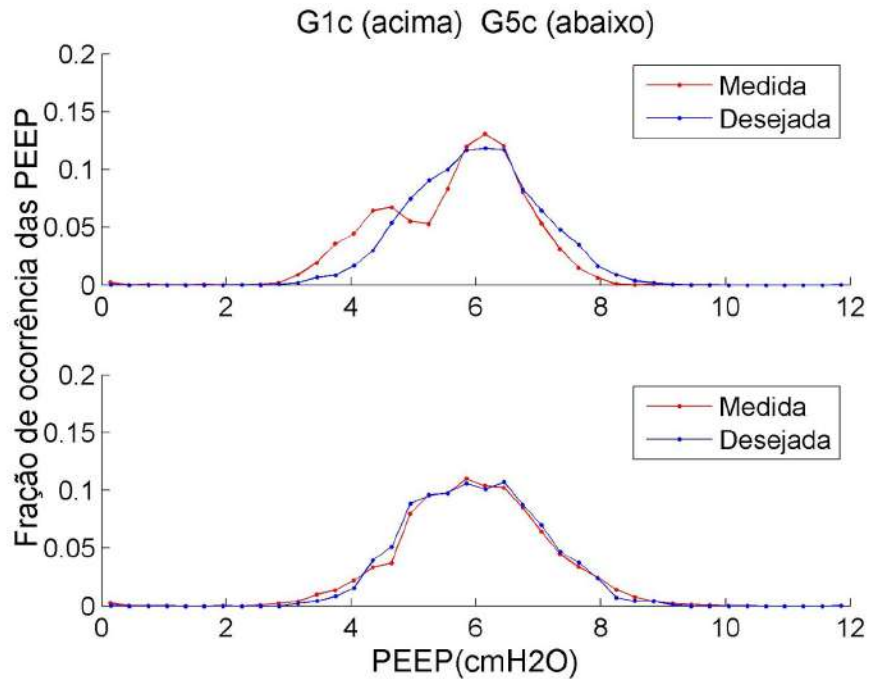 G1c (acima) G5c (abaixo)
Fração de ocorrência das PEEP
0.2
0.15
0.1
0.05
0
Medida
Desejada
0 2 4 6 8 10 12
0.2
0.15
0.1
0.05
0
Medida
Desejada
0 2 4 6 8 10 12
PEEP(cmH2O)